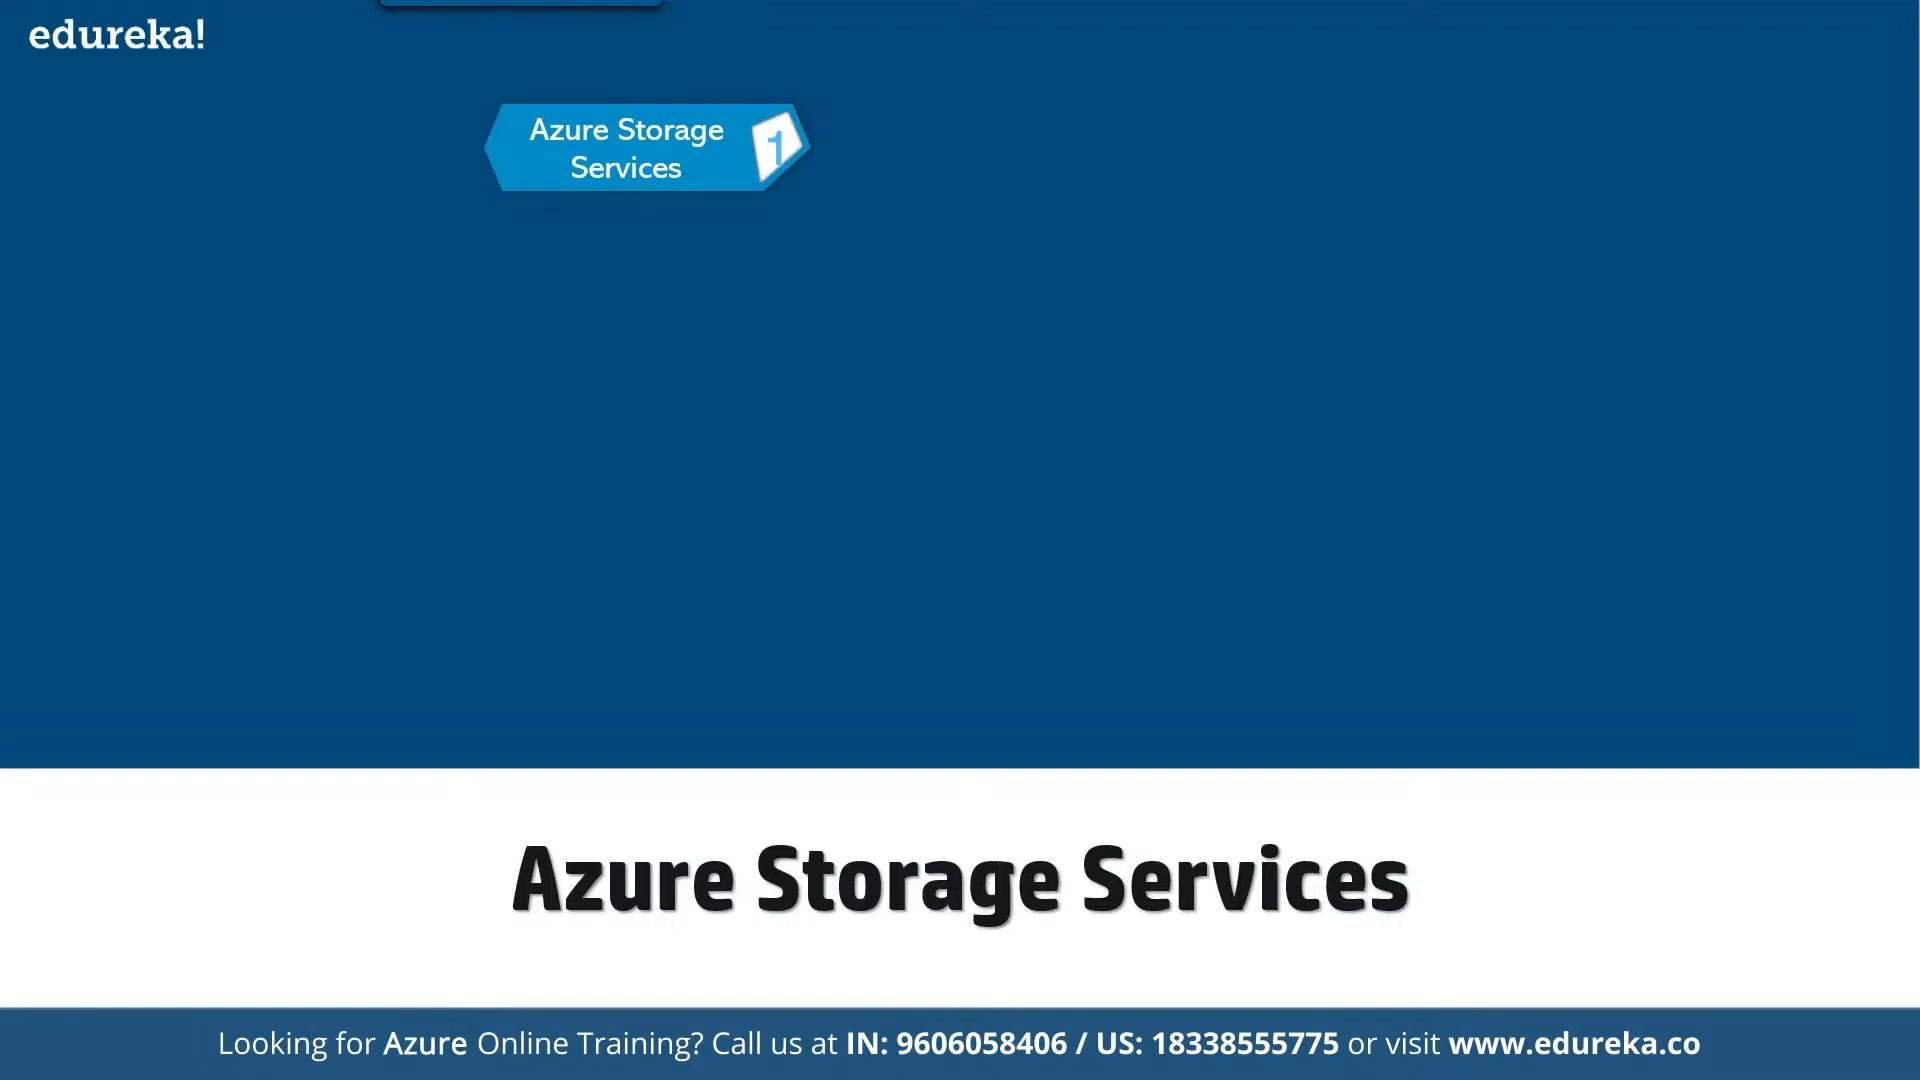 edureka!
Azure Storage
Services
1
Azure Storage Services
Looking for Azure Online Training? Call us at IN: 9606058406 / US: 18338555775 or visit www.edureka.co